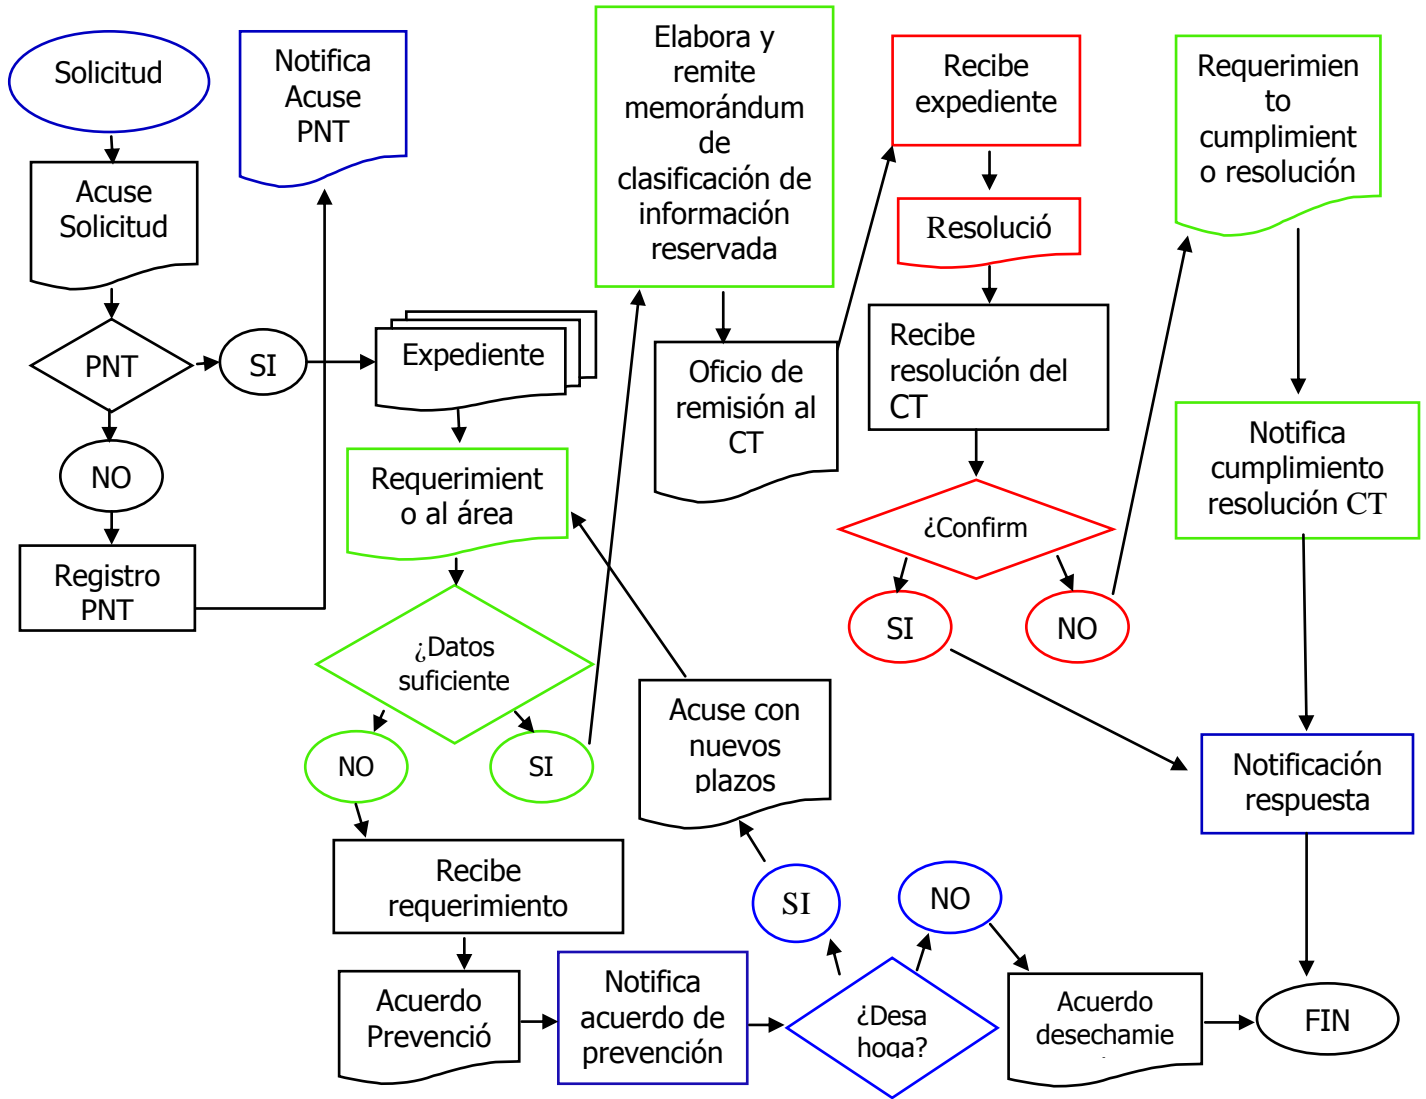 Solicitud
Notifica
Acuse
PNT
Elabora y
remite
memorándum
de
clasificación de
información
reservada
Recibe
expediente
Requerimien
to
cumplimient
o resolución
Acuse
Solicitud
Resolució
PNT
SI
Expediente
Oficio de
remisión al
CT
Recibe
resolución del
CT
NO
Requerimient
o al área
Notifica
cumplimiento
resolución CT
Registro
PNT
¿Confirm
SI
NO
¿Datos
suficiente
NO
SI
Acuse con
nuevos
plazos
Notificación
respuesta
Recibe
requerimiento
SI
NO
Acuerdo
Prevenció
Notifica
acuerdo de
prevención
¿Desa
hoga?
Acuerdo
desechamie
FIN